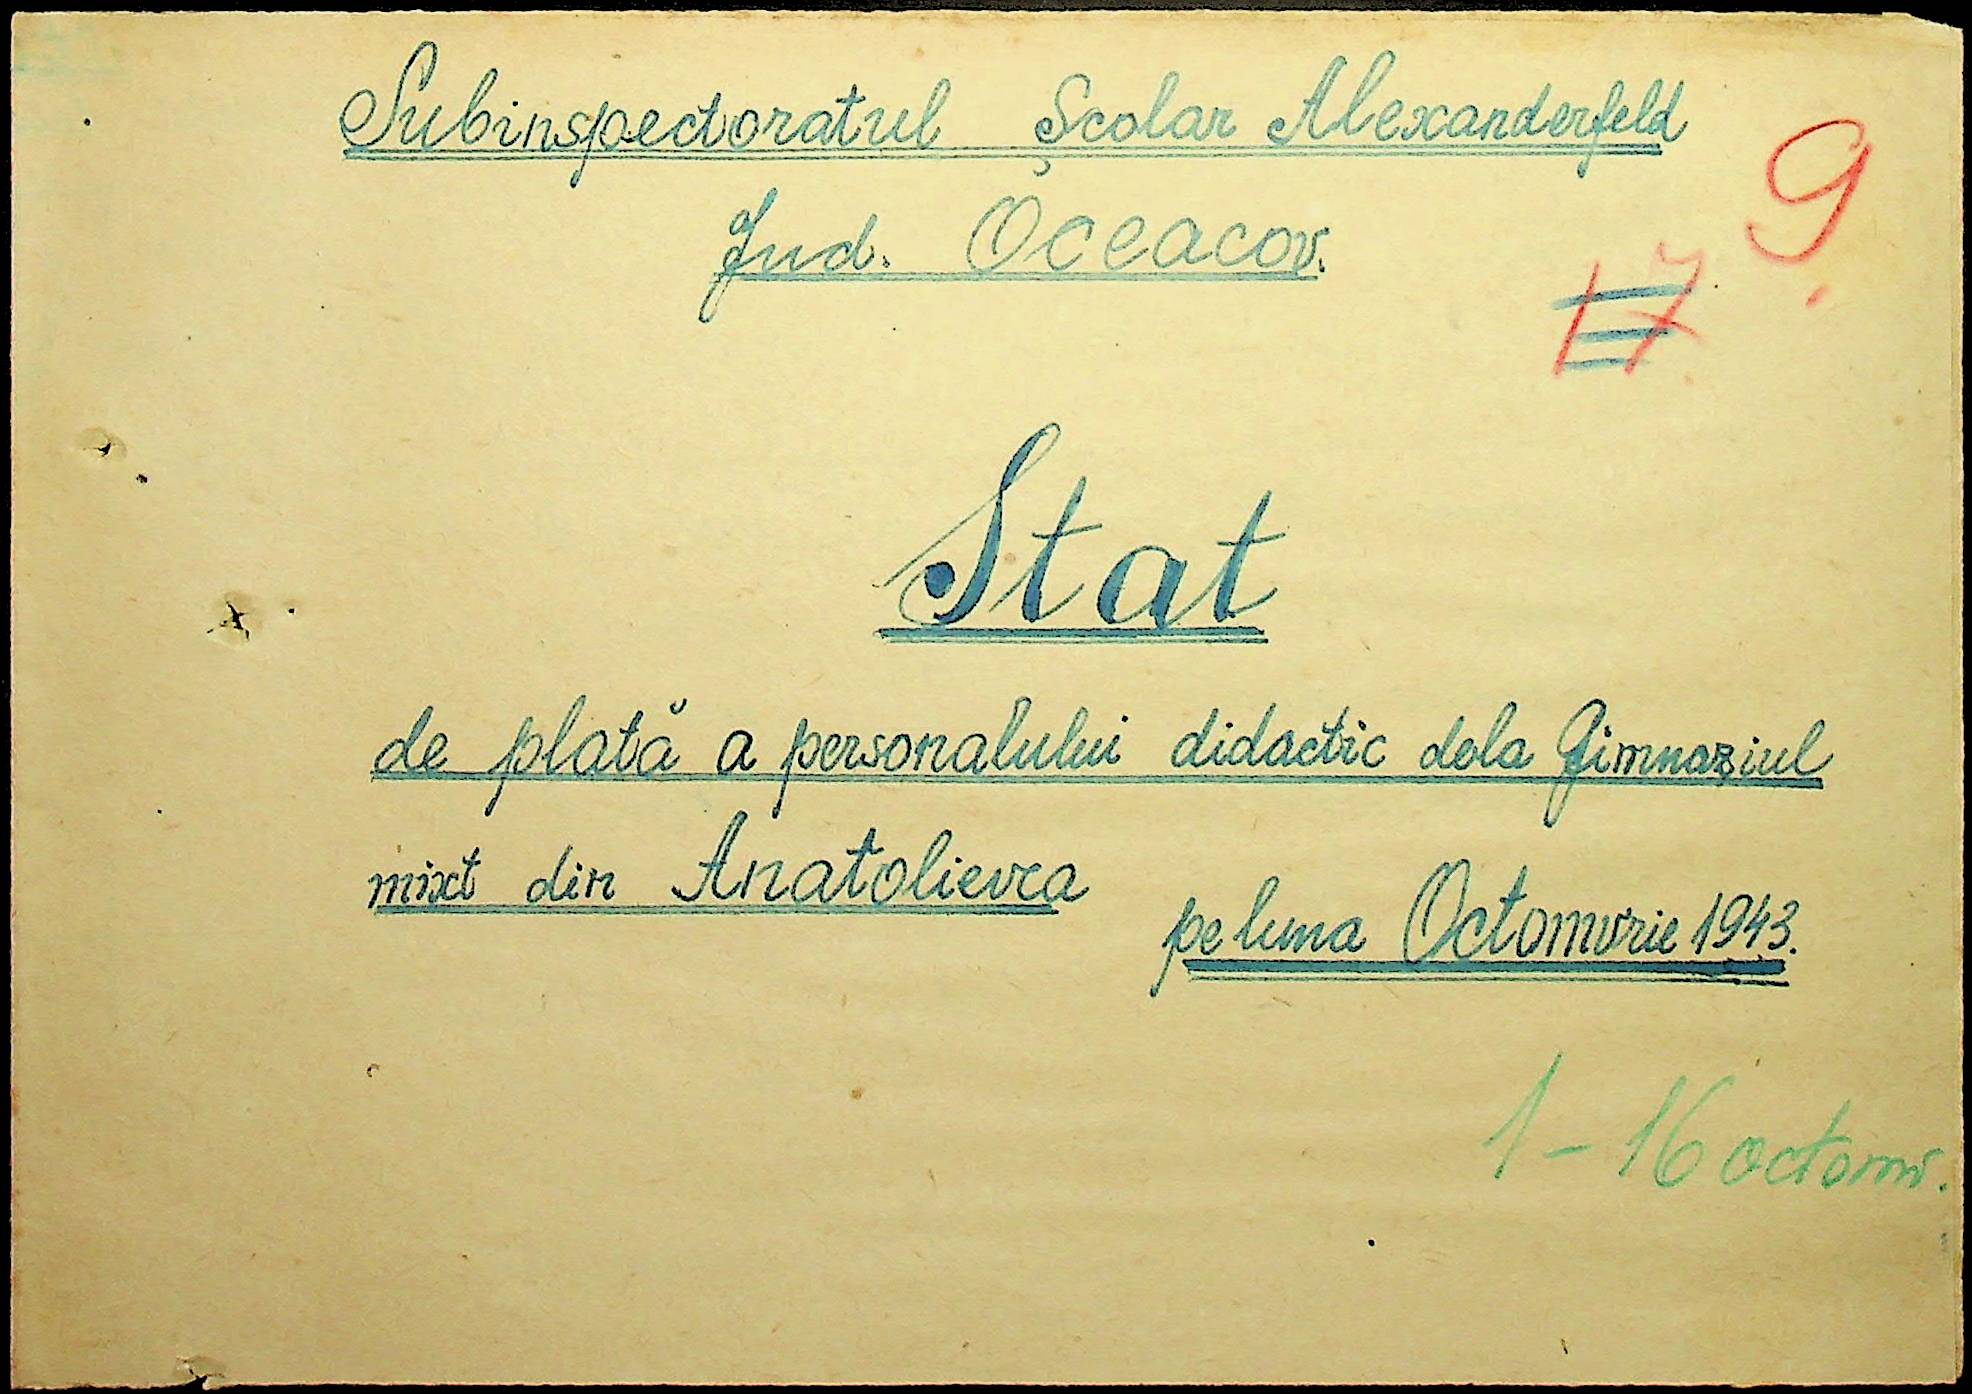 Subinspectoratul Școlar Alexanderfeld
Jud. Oceacov.
9
17
Stat
de plată a personalului didactic dela Gimnaziul
mixt din Anatolievca
pe luna Octomvrie 1943.
1 - 16 octomv.